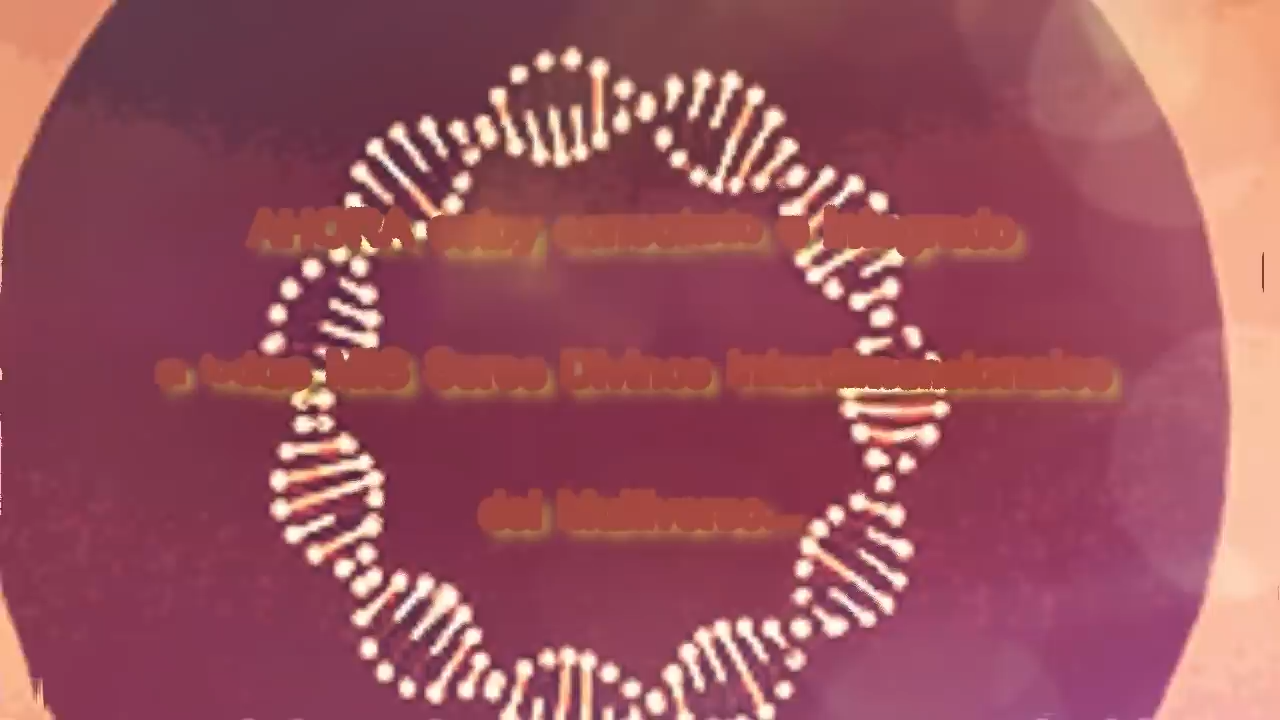 AHORA estoy conectado e integrado
a todos MIS Seres Divinos Interdimensionales
del Multiverso...